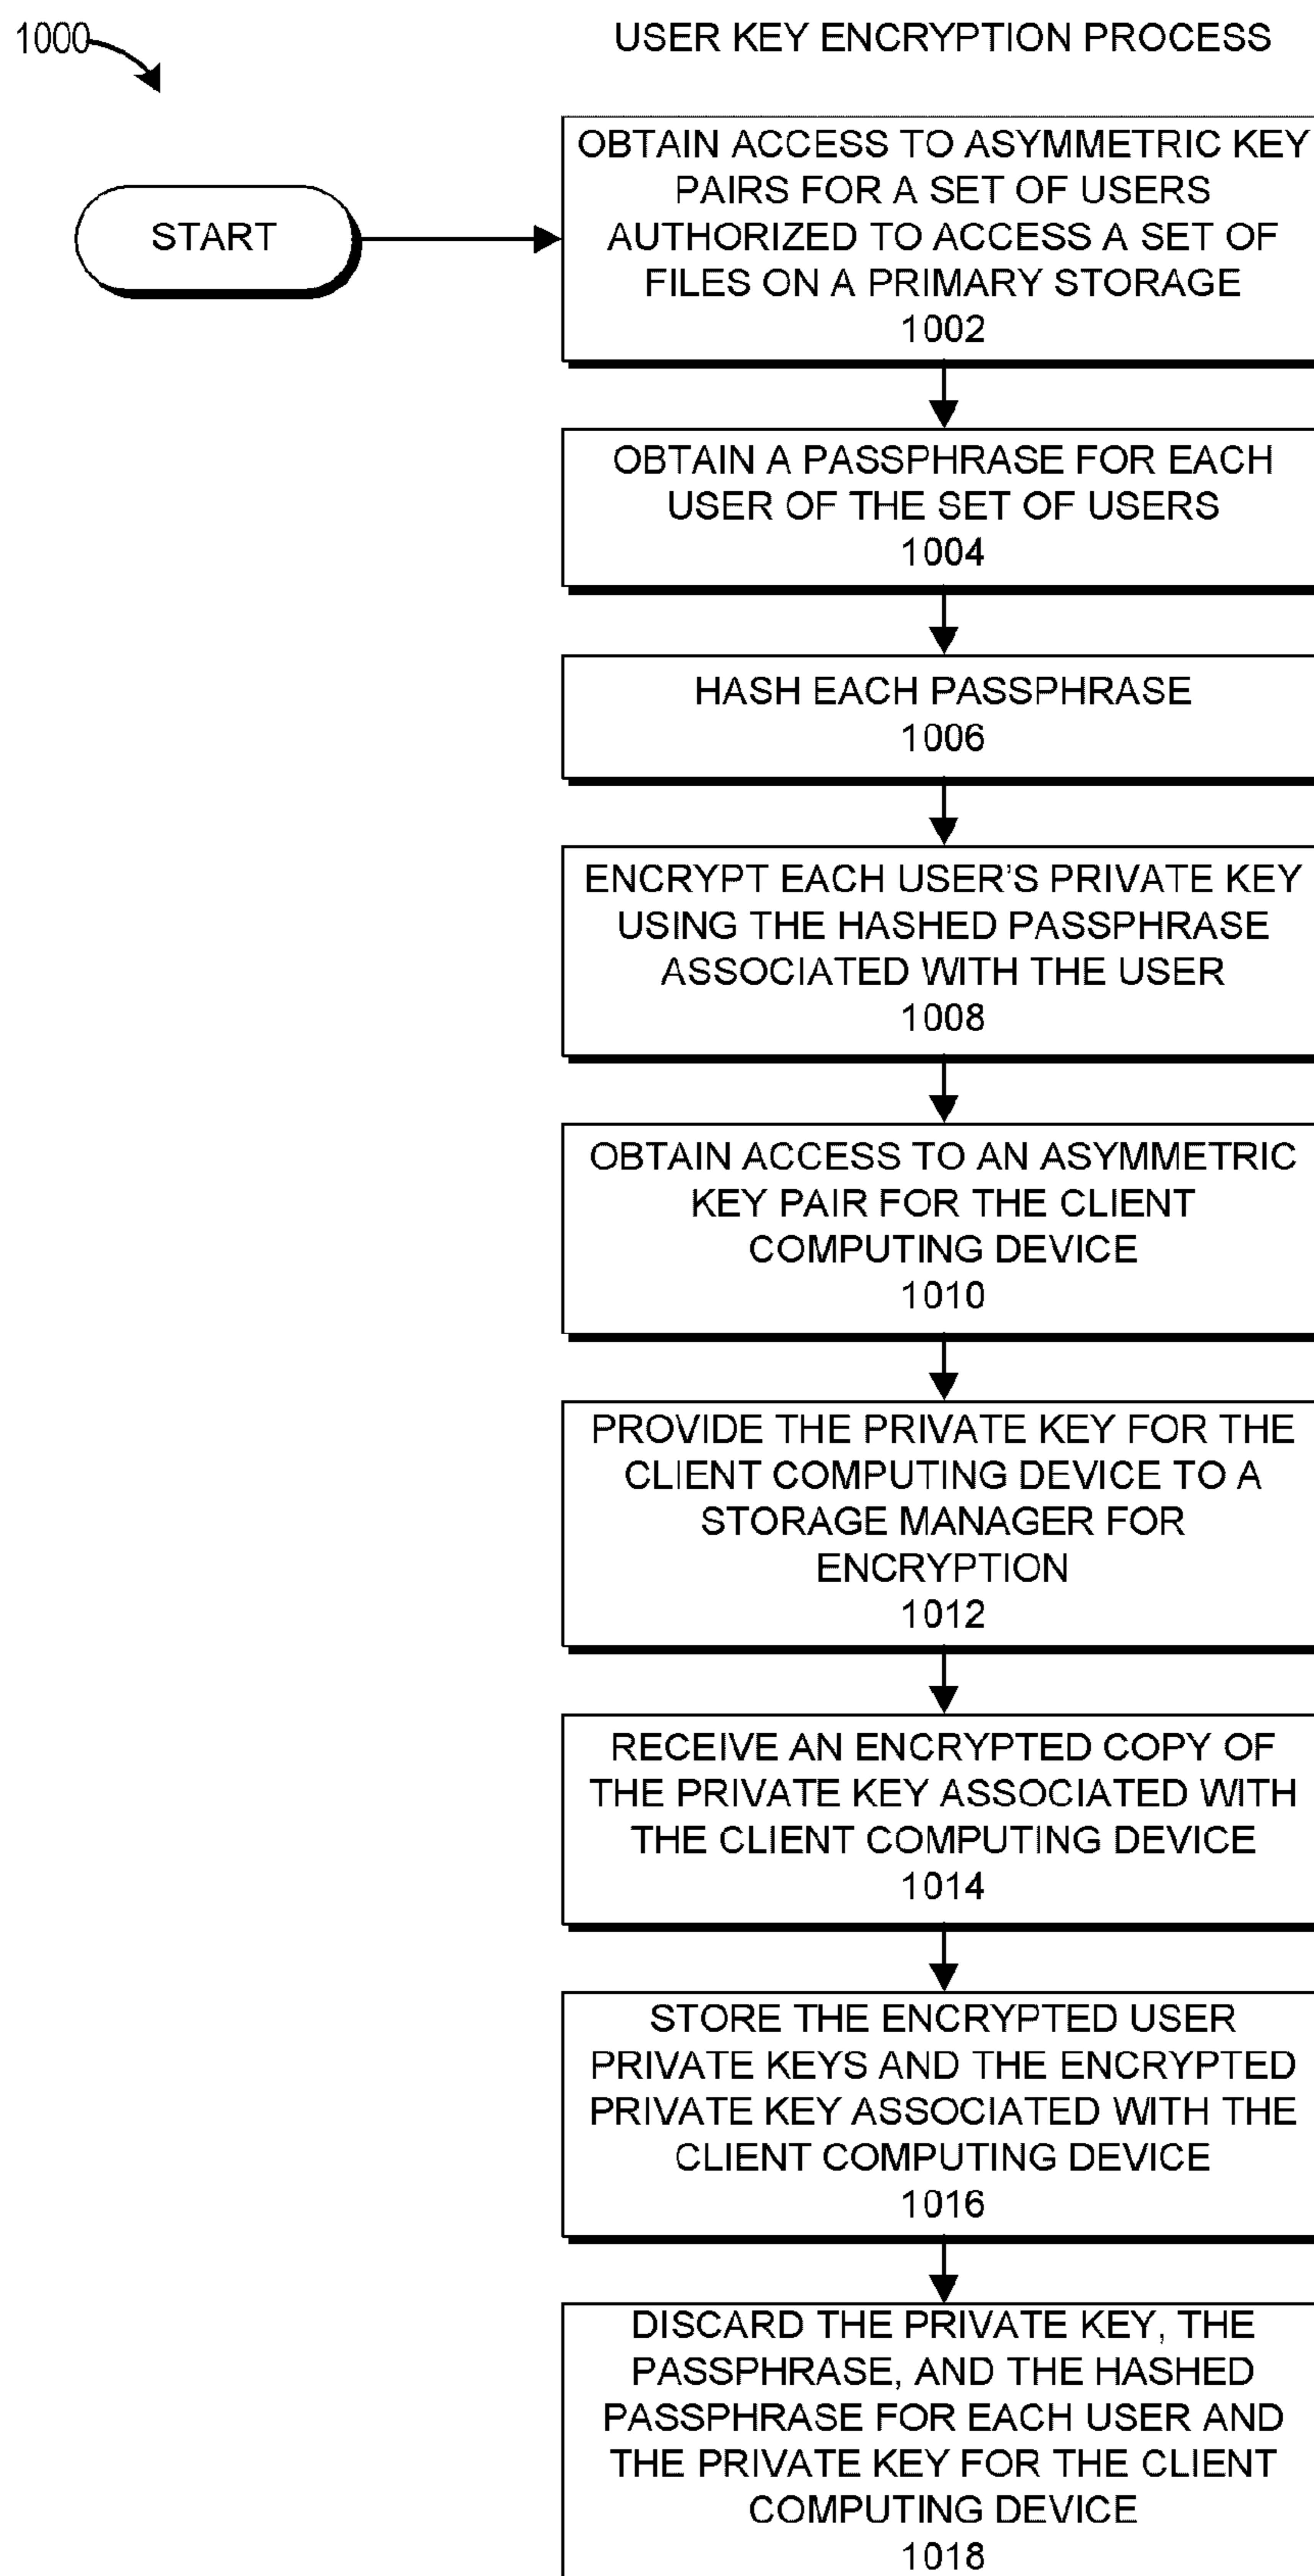 1000
USER KEY ENCRYPTION PROCESS
START
OBTAIN ACCESS TO ASYMMETRIC KEY
PAIRS FOR A SET OF USERS
AUTHORIZED TO ACCESS A SET OF
FILES ON A PRIMARY STORAGE
1002
OBTAIN A PASSPHRASE FOR EACH
USER OF THE SET OF USERS
1004
HASH EACH PASSPHRASE
1006
ENCRYPT EACH USER'S PRIVATE KEY
USING THE HASHED PASSPHRASE
ASSOCIATED WITH THE USER
1008
OBTAIN ACCESS TO AN ASYMMETRIC
KEY PAIR FOR THE CLIENT
COMPUTING DEVICE
1010
PROVIDE THE PRIVATE KEY FOR THE
CLIENT COMPUTING DEVICE TO A
STORAGE MANAGER FOR
ENCRYPTION
1012
RECEIVE AN ENCRYPTED COPY OF
THE PRIVATE KEY ASSOCIATED WITH
THE CLIENT COMPUTING DEVICE
1014
STORE THE ENCRYPTED USER
PRIVATE KEYS AND THE ENCRYPTED
PRIVATE KEY ASSOCIATED WITH THE
CLIENT COMPUTING DEVICE
1016
DISCARD THE PRIVATE KEY, THE
PASSPHRASE, AND THE HASHED
PASSPHRASE FOR EACH USER AND
THE PRIVATE KEY FOR THE CLIENT
COMPUTING DEVICE
1018